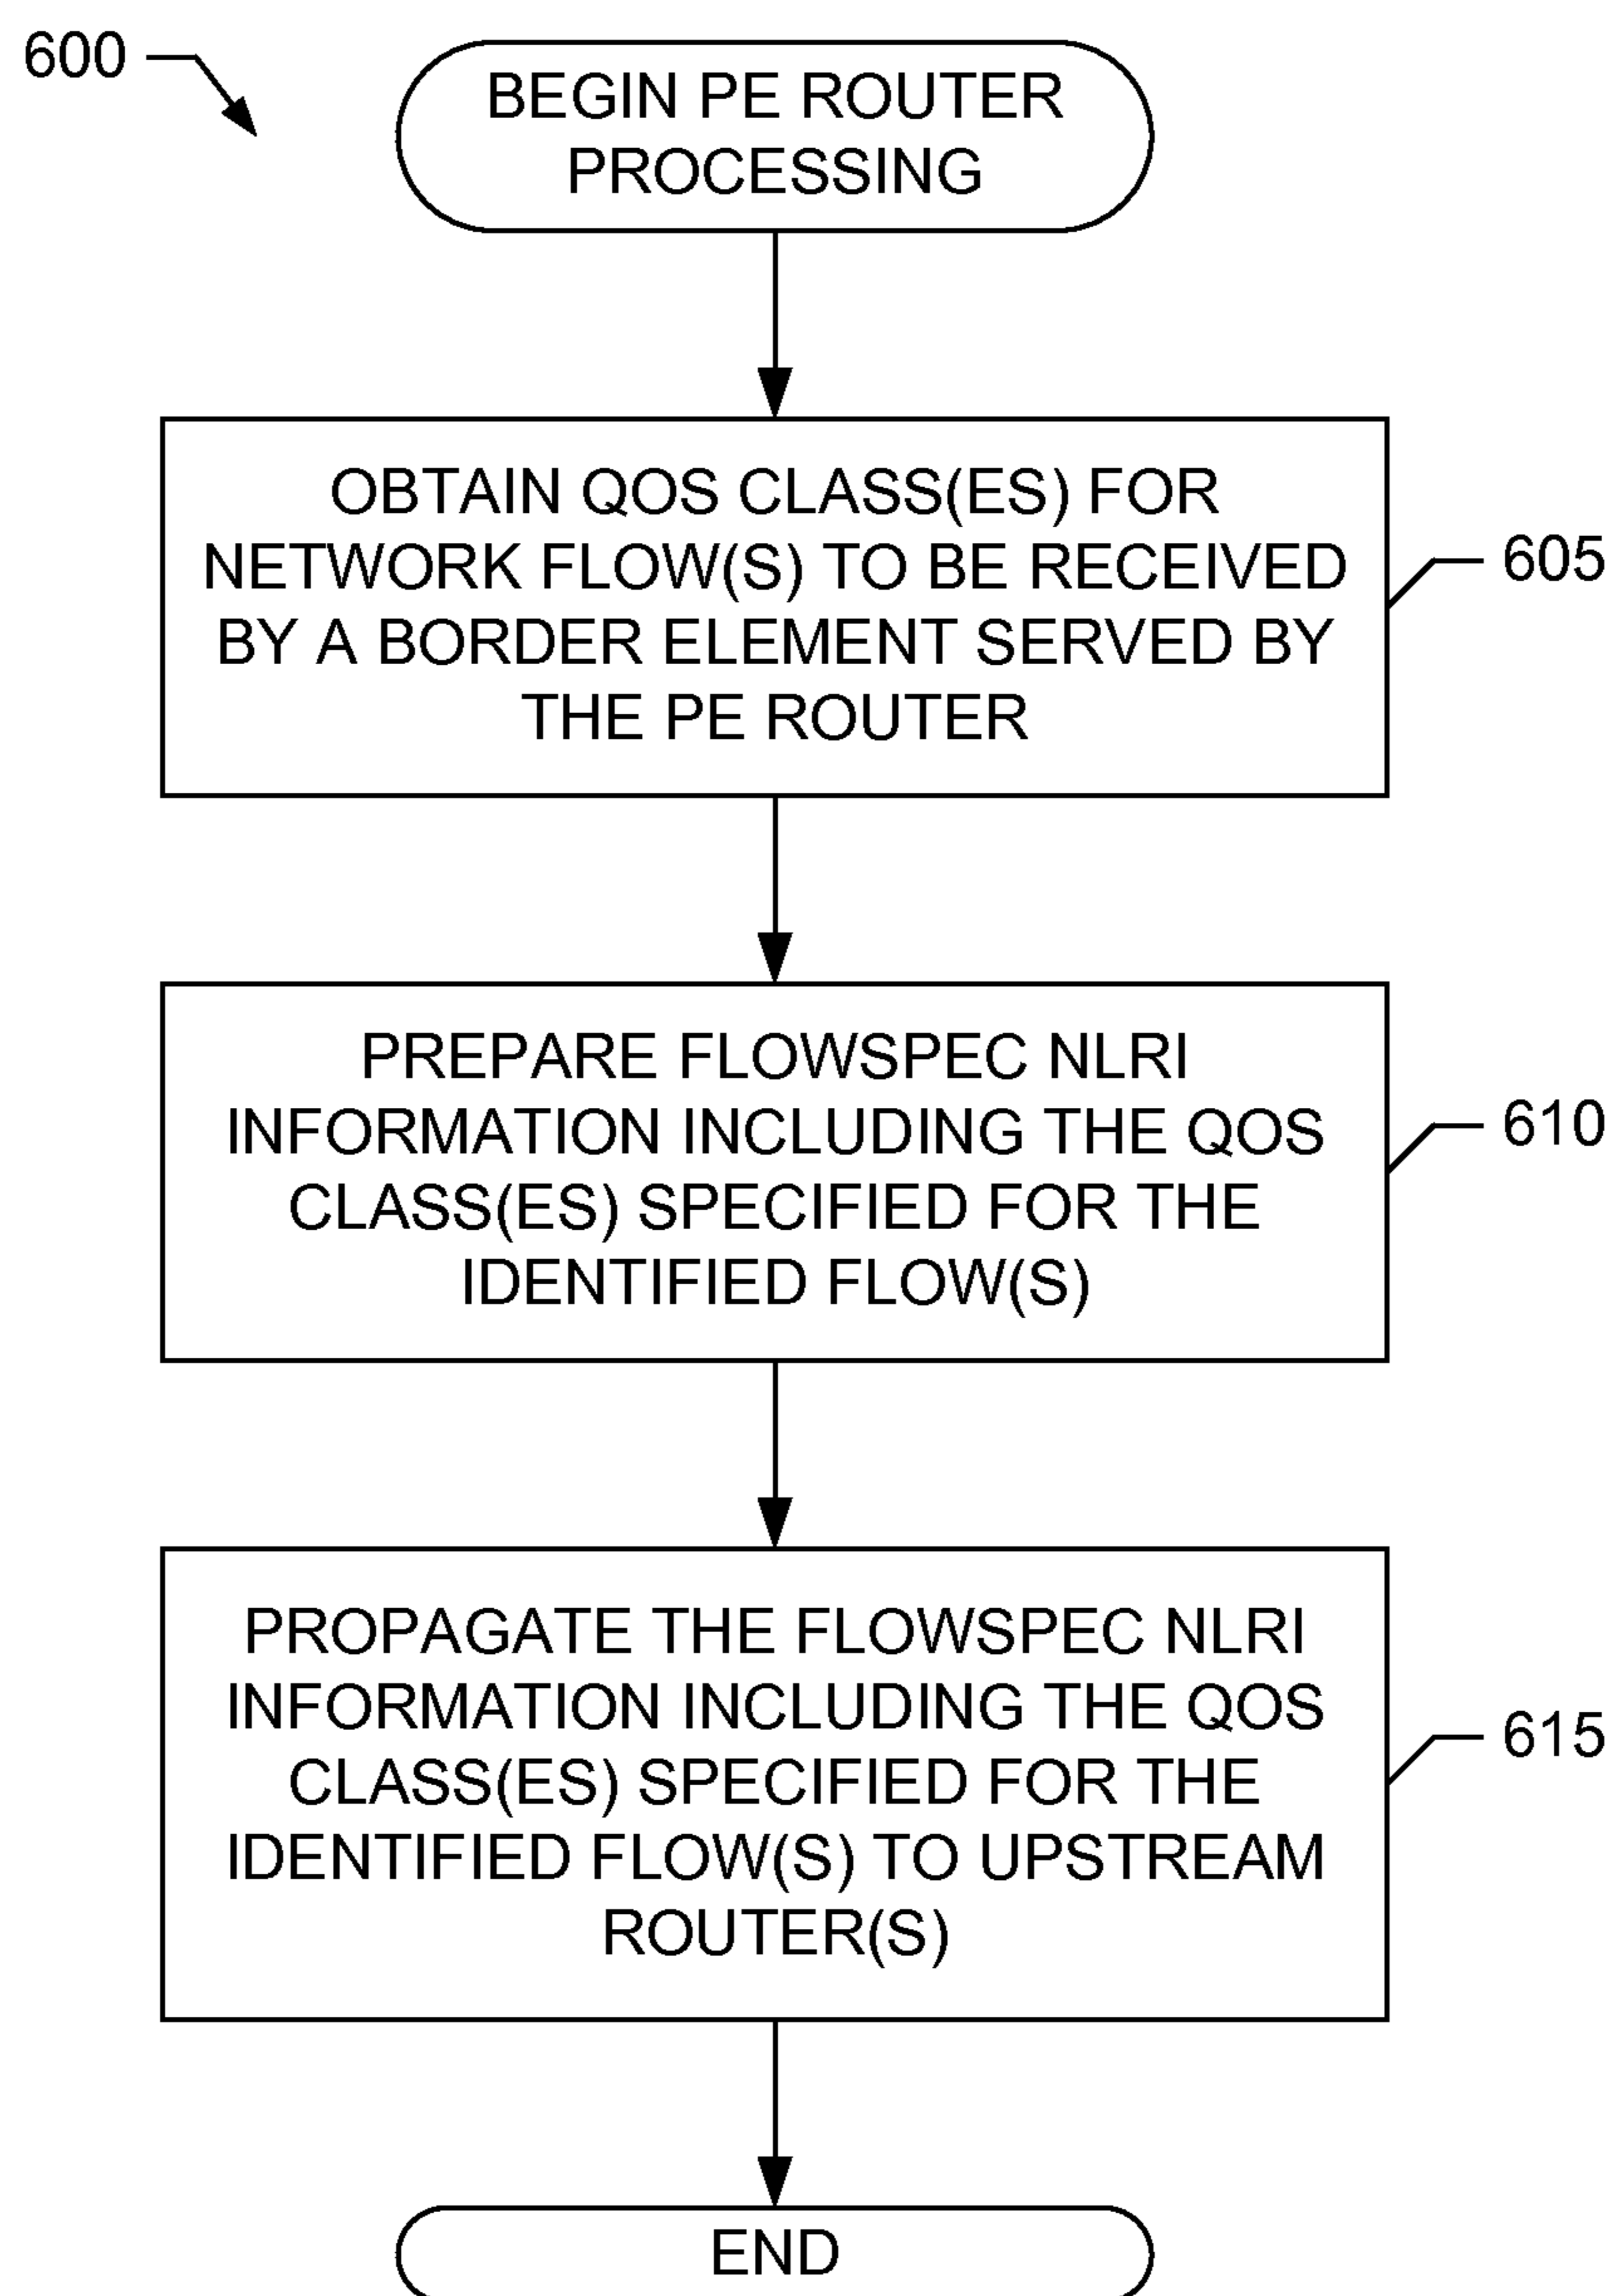 600
BEGIN PE ROUTER
PROCESSING
OBTAIN QOS CLASS(ES) FOR
NETWORK FLOW(S) TO BE RECEIVED
BY A BORDER ELEMENT SERVED BY
THE PE ROUTER
605
PREPARE FLOWSPEC NLRI
INFORMATION INCLUDING THE QOS
CLASS(ES) SPECIFIED FOR THE
IDENTIFIED FLOW(S)
610
PROPAGATE THE FLOWSPEC NLRI
INFORMATION INCLUDING THE QOS
CLASS(ES) SPECIFIED FOR THE
IDENTIFIED FLOW(S) TO UPSTREAM
ROUTER(S)
615
END